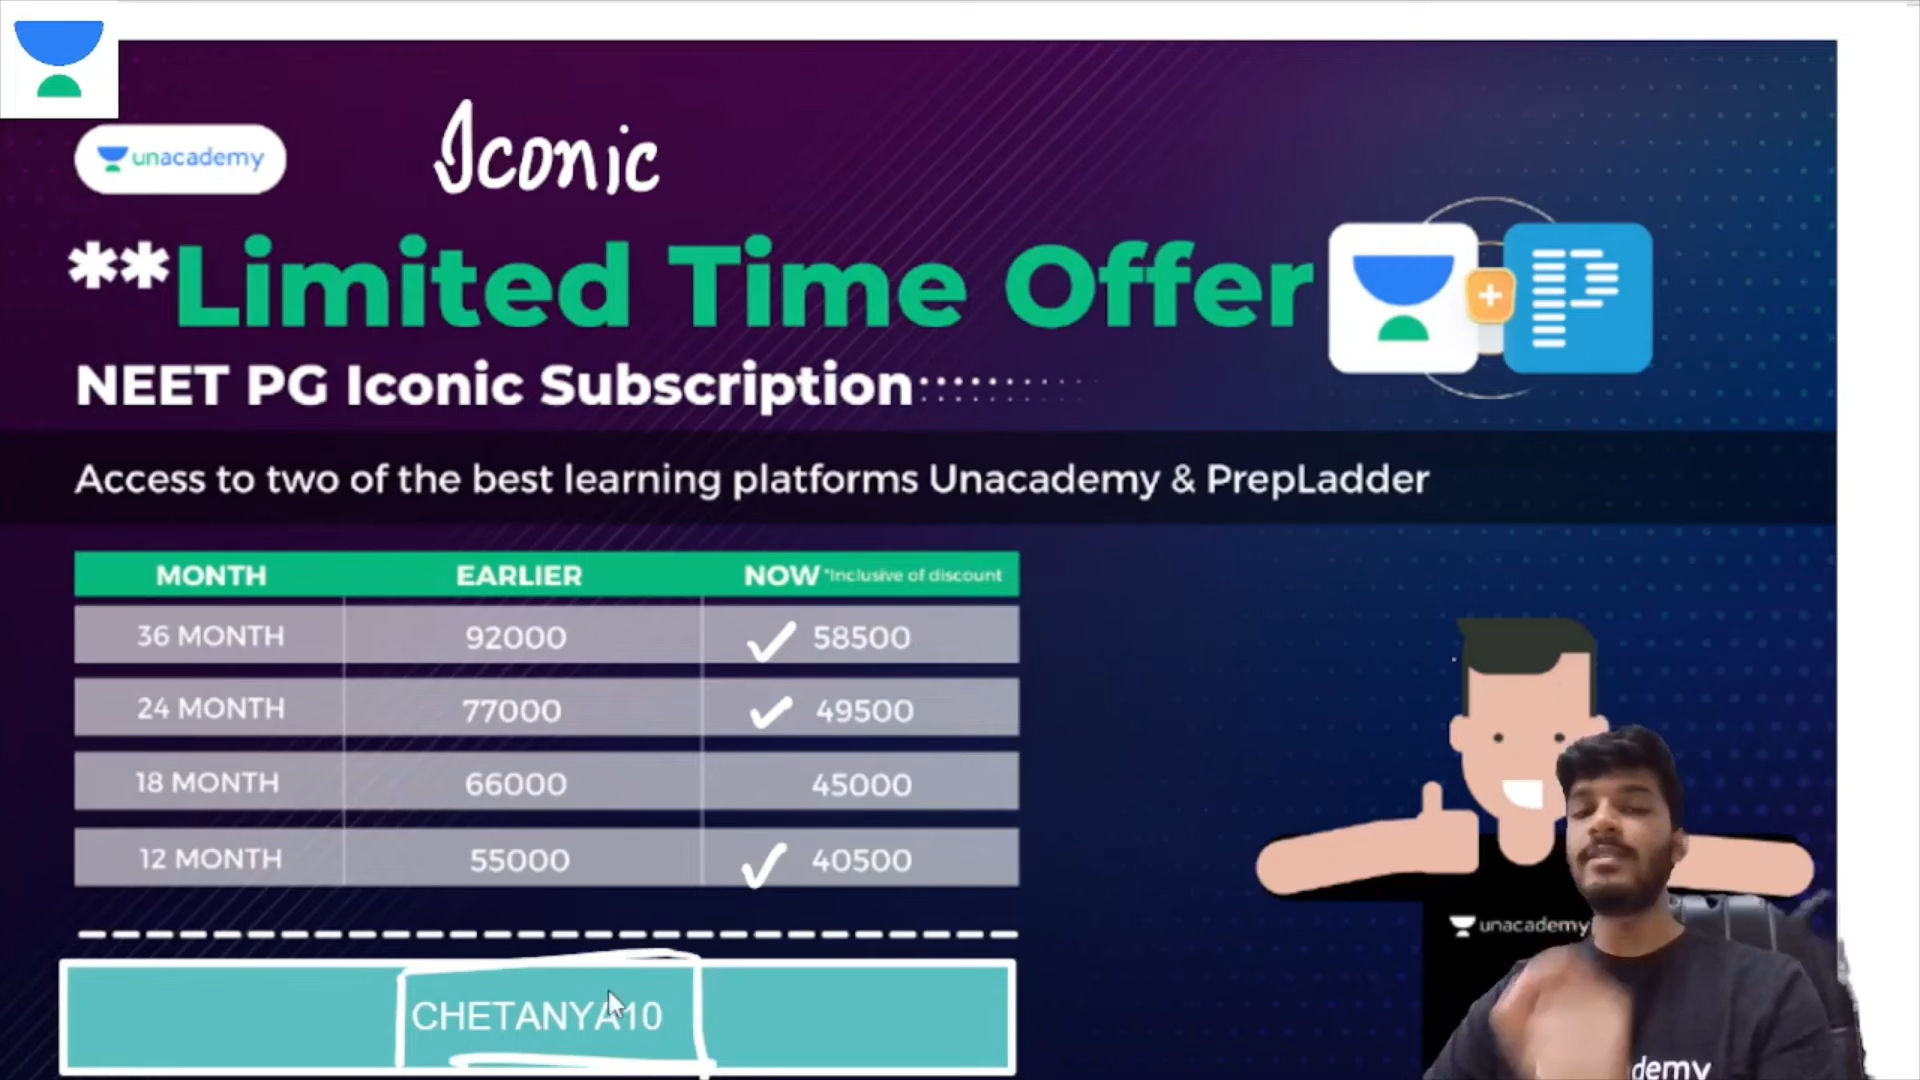 Iconic
unacademy
**Limited Time Offer
NEET PG Iconic Subscription
Access to two of the best learning platforms Unacademy & PrepLadder
MONTH EARLIER NOW *Inclusive of discount
36 MONTH 92000 58500
24 MONTH 77000 49500
18 MONTH 66000 45000
12 MONTH 55000 40500
unacademy
CHETANYA10
demy